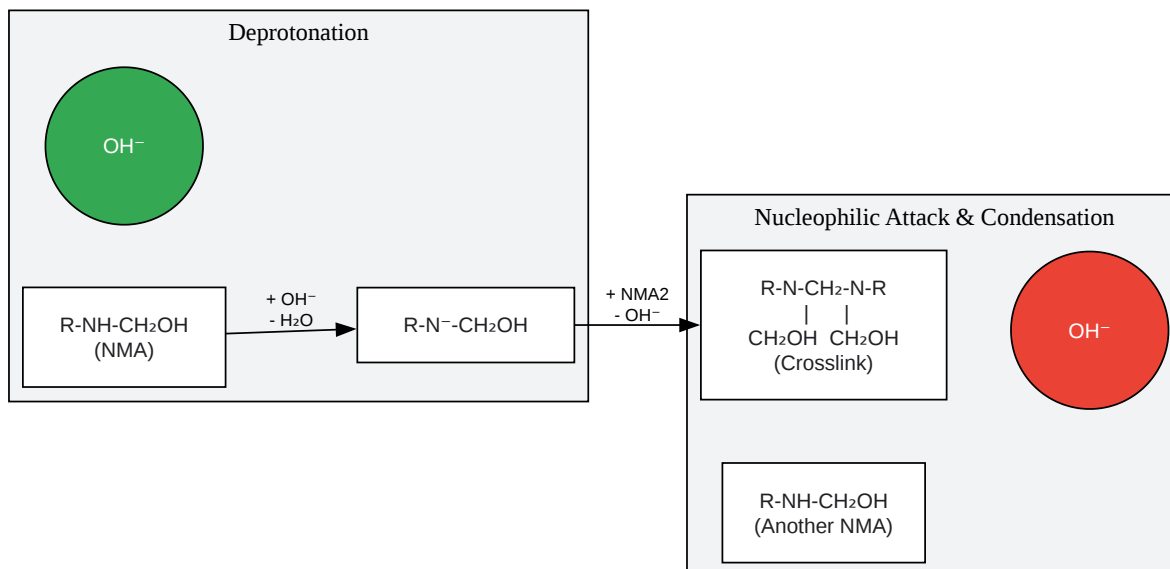 Deprotonation
OH⁻
R-NH-CH₂OH
(NMA)
+ OH⁻
- H₂O
R-N⁻-CH₂OH
+ NMA2
- OH⁻
Nucleophilic Attack & Condensation
R-N-CH₂-N-R
| |
CH₂OH CH₂OH
(Crosslink)
OH⁻
R-NH-CH₂OH
(Another NMA)